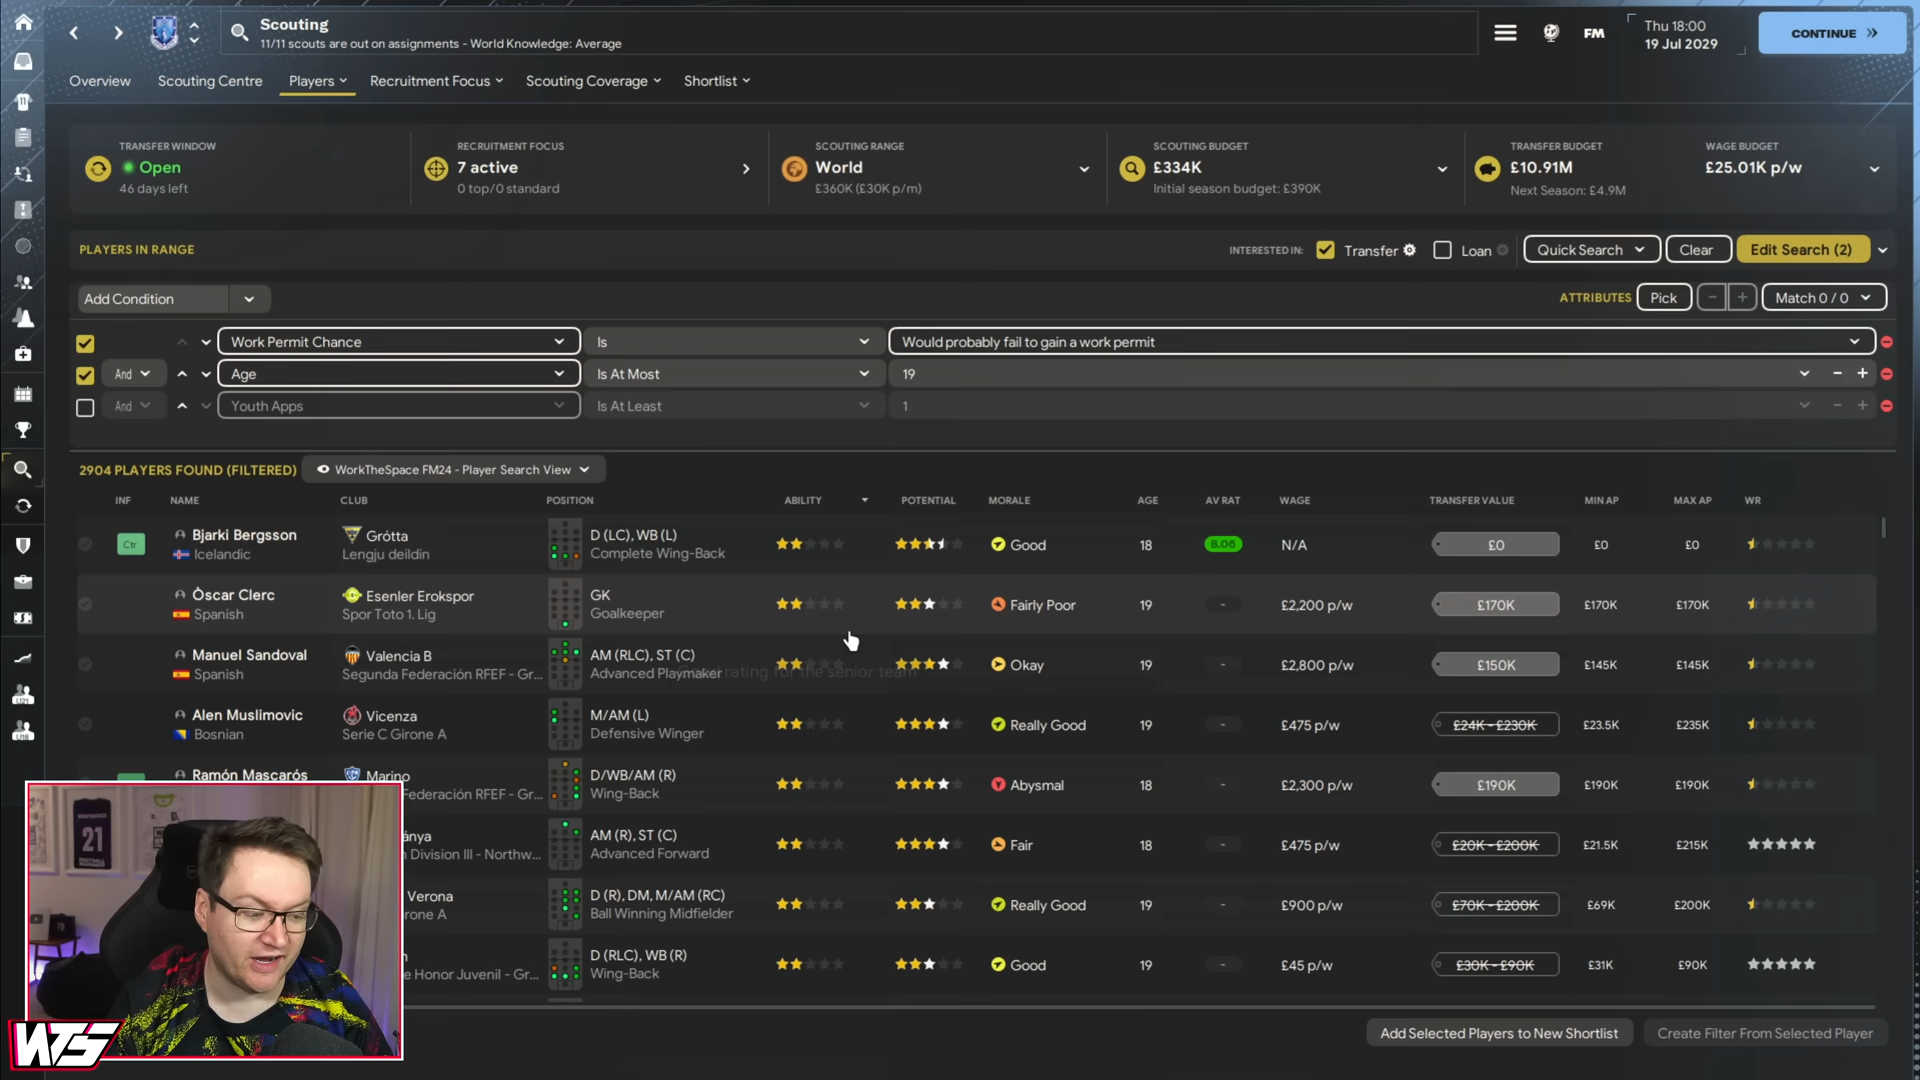 Scouting
11/11 scouts are out on assignments - World Knowledge: Average
FM
Thu 18:00
19 Jul 2029
CONTINUE
Overview
Scouting Centre
Players
Recruitment Focus
Scouting Coverage
Shortlist
TRANSFER WINDOW
Open
46 days left
RECRUITMENT FOCUS
7 active
0 top/0 standard
SCOUTING RANGE
World
£360K (£30K p/m)
SCOUTING BUDGET
£334K
Initial season budget: £390K
TRANSFER BUDGET
£10.91M
Next Season: £4.9M
WAGE BUDGET
£25.01K p/w
PLAYERS IN RANGE
INTERESTED IN:
Transfer
Loan
Quick Search
Clear
Edit Search (2)
Add Condition
ATTRIBUTES
Pick
Match 0 / 0
Work Permit Chance
Is
Would probably fail to gain a work permit
And
Age
Is At Most
19
And
Youth Apps
Is At Least
1
2904 PLAYERS FOUND (FILTERED)
WorkTheSpace FM24 - Player Search View
INF NAME CLUB POSITION ABILITY POTENTIAL MORALE AGE AV RAT WAGE TRANSFER VALUE MIN AP MAX AP WR
Ctr Bjarki Bergsson Grótta D (LC), WB (L) Good 18 8.06 N/A £0 £0 £0
Icelandic Lengju deildin Complete Wing-Back
Òscar Clerc Esenler Erokspor GK Fairly Poor 19 - £2,200 p/w £170K £170K £170K
Spanish Spor Toto 1. Lig Goalkeeper
Manuel Sandoval Valencia B AM (RLC), ST (C) Okay 19 - £2,800 p/w £150K £145K £145K
Spanish Segunda Federación RFEF - Gr... Advanced Playmaker rating for the senior team
Alen Muslimovic Vicenza M/AM (L) Really Good 19 - £475 p/w £24K - £230K £23.5K £235K
Bosnian Serie C Girone A Defensive Winger
Ramón Mascarós Marino D/WB/AM (R) Abysmal 18 - £2,300 p/w £190K £190K £190K
Federación RFEF - Gr... Wing-Back
ánya AM (R), ST (C) Fair 18 - £475 p/w £20K - £200K £21.5K £215K
Division III - Northw... Advanced Forward
Verona D (R), DM, M/AM (RC) Really Good 19 - £900 p/w £70K - £200K £69K £200K
rone A Ball Winning Midfielder
D (RLC), WB (R) Good 19 - £45 p/w £30K - £90K £31K £90K
e Honor Juvenil - Gr... Wing-Back
Add Selected Players to New Shortlist
Create Filter From Selected Player
21
WTS
U21
U18